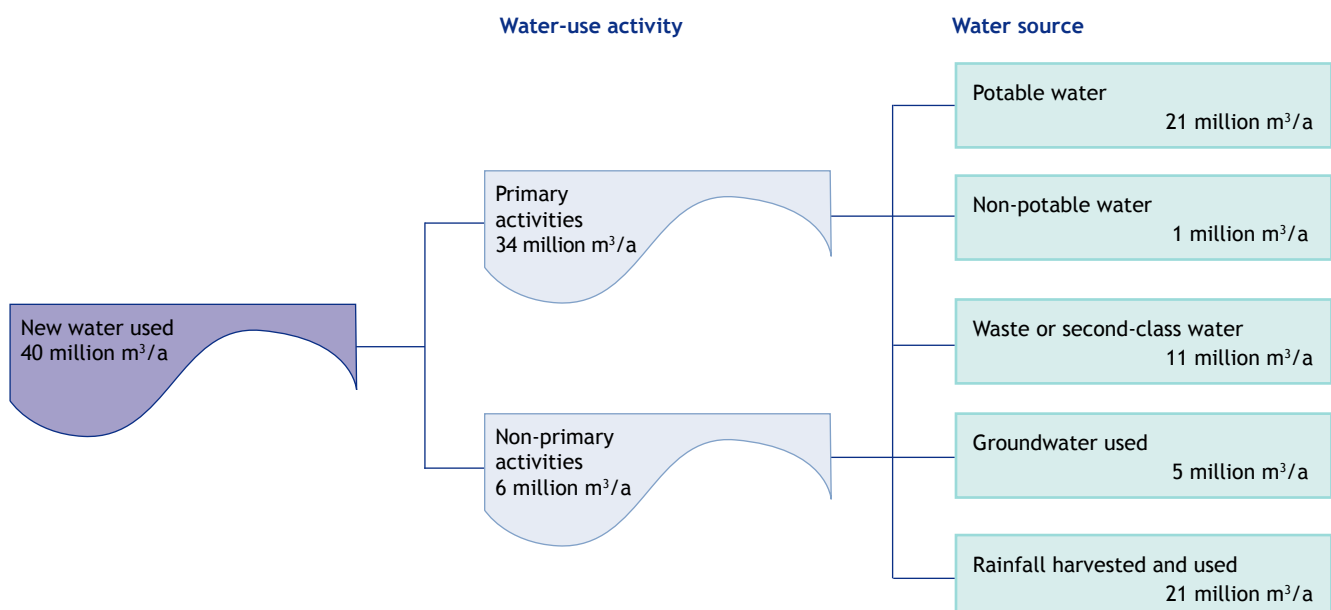 Water-use activity
Water source
New water used
40 million m³/a
Primary
activities
34 million m³/a
Non-primary
activities
6 million m³/a
Potable water
21 million m³/a
Non-potable water
1 million m³/a
Waste or second-class water
11 million m³/a
Groundwater used
5 million m³/a
Rainfall harvested and used
21 million m³/a